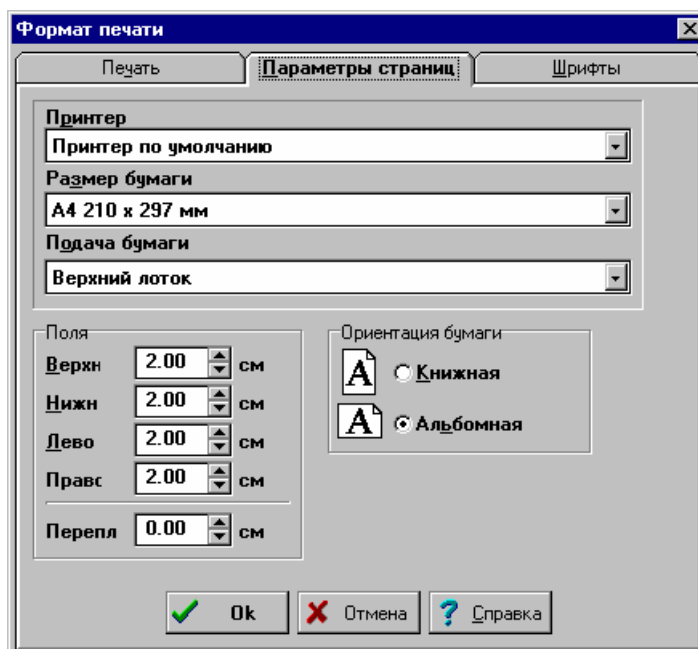 Формат печати
Печать Параметры страниц Шрифты
Принтер
Принтер по умолчанию
Размер бумаги
A4 210 x 297 мм
Подача бумаги
Верхний лоток
Поля
Верхн 2.00 см
Нижн 2.00 см
Лево 2.00 см
Правс 2.00 см
Перепл 0.00 см
Ориентация бумаги
A Книжная
A Альбомная
Ok Отмена ? Справка